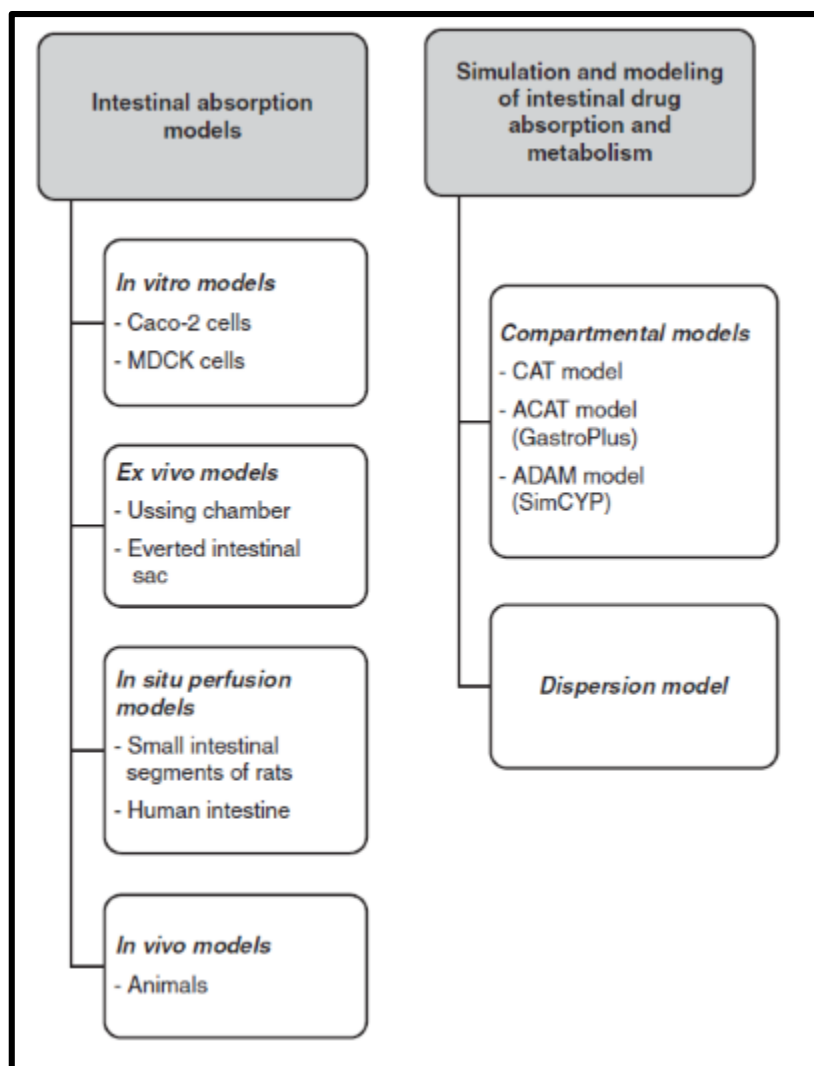 Intestinal absorption
models
In vitro models
- Caco-2 cells
- MDCK cells
Ex vivo models
- Ussing chamber
- Everted intestinal
sac
In situ perfusion
models
- Small intestinal
segments of rats
- Human intestine
In vivo models
- Animals
Simulation and modeling
of intestinal drug
absorption and
metabolism
Compartmental models
- CAT model
- ACAT model
(GastroPlus)
- ADAM model
(SimCYP)
Dispersion model